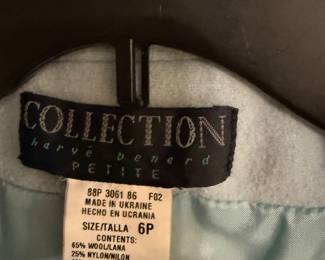 COLLECTION
harvé benard
PETITE
88P 3061 86 F02
MADE IN UKRAINE
HECHO EN UCRANIA
SIZE/TALLA 6P
CONTENTS:
65% WOOL/LANA
25% NYLON/NILON